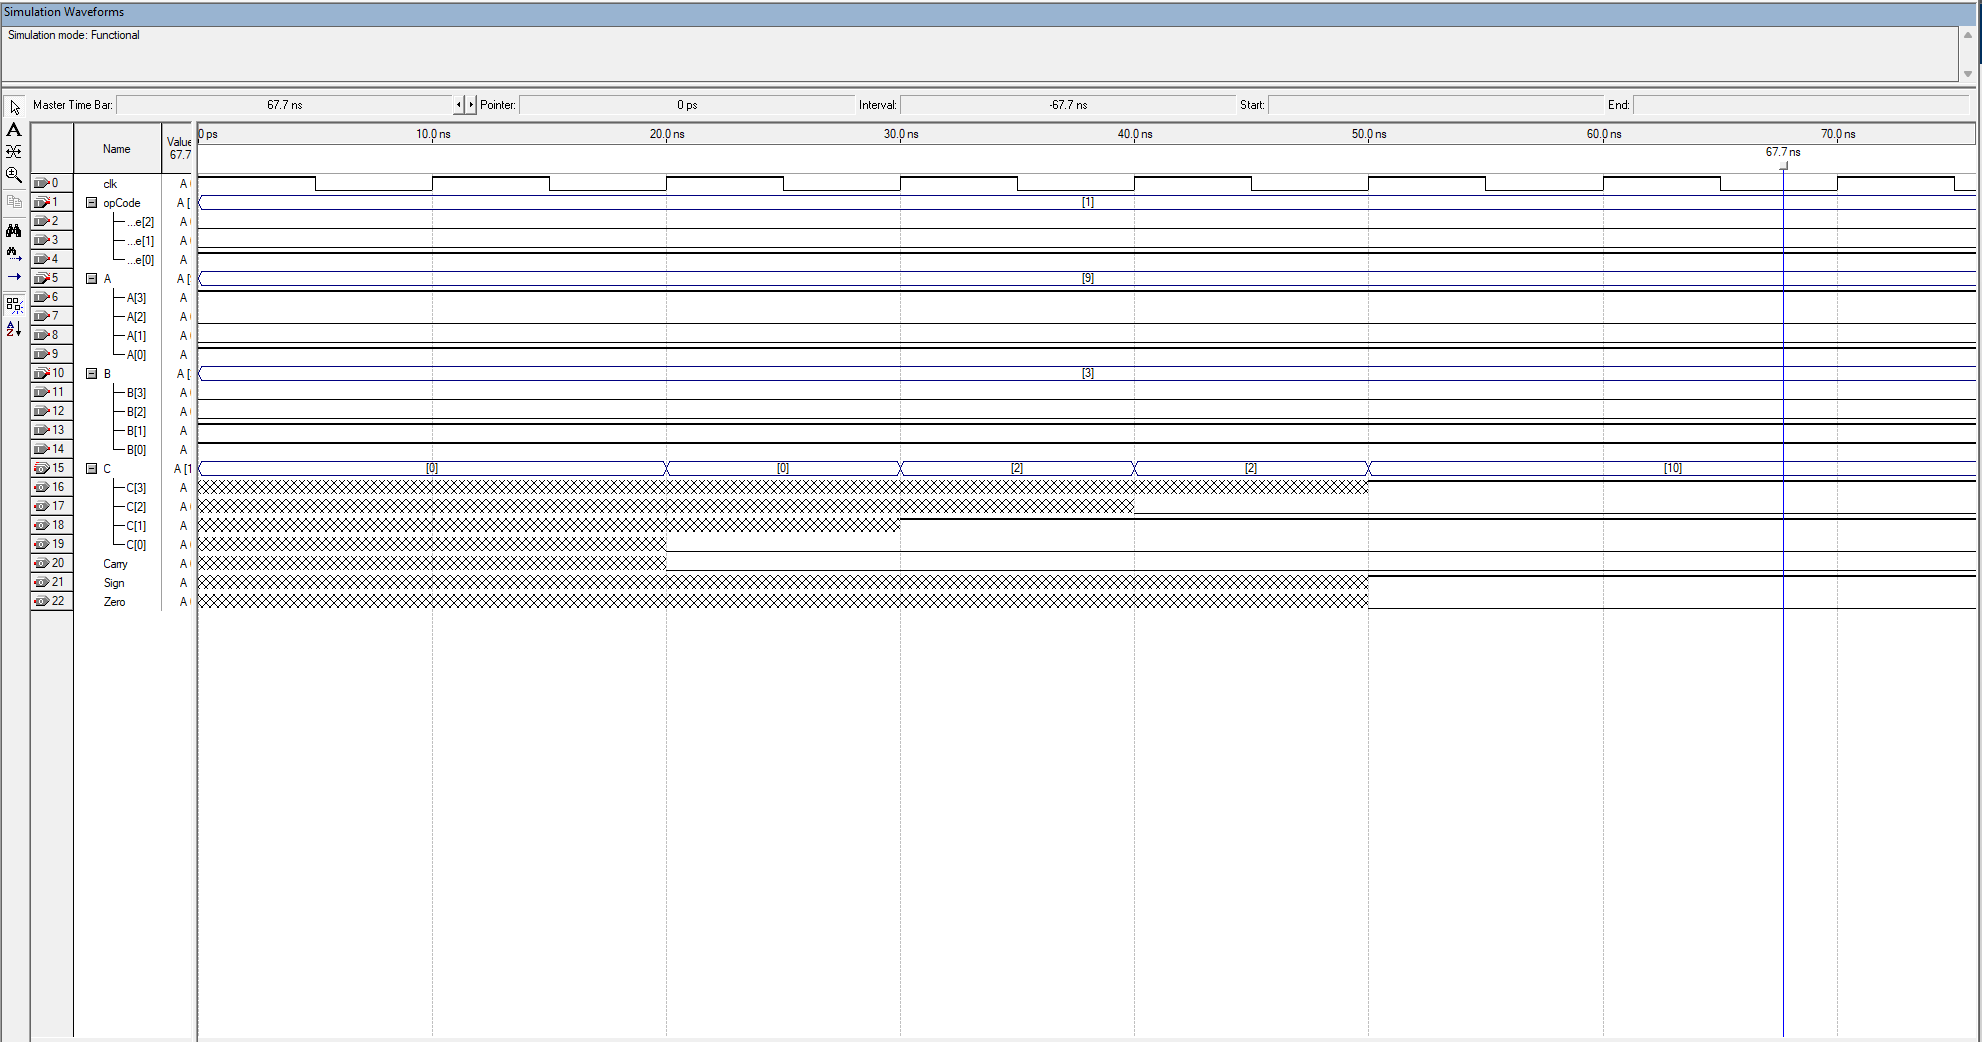 Simulation Waveforms
Simulation mode: Functional
Master Time Bar: 67.7 ns Pointer: 0 ps Interval: -67.7 ns Start: End:
Name Value 67.7
0 ps 10.0 ns 20.0 ns 30.0 ns 40.0 ns 50.0 ns 60.0 ns 70.0 ns
67.7 ns
0 clk A
1 opCode A [ [1]
2 ...e[2] A
3 ...e[1] A
4 ...e[0] A
5 A A [ [9]
6 A[3] A
7 A[2] A
8 A[1] A
9 A[0] A
10 B A [ [3]
11 B[3] A
12 B[2] A
13 B[1] A
14 B[0] A
15 C A [1 [0] [0] [2] [2] [10]
16 C[3] A
17 C[2] A
18 C[1] A
19 C[0] A
20 Carry A
21 Sign A
22 Zero A